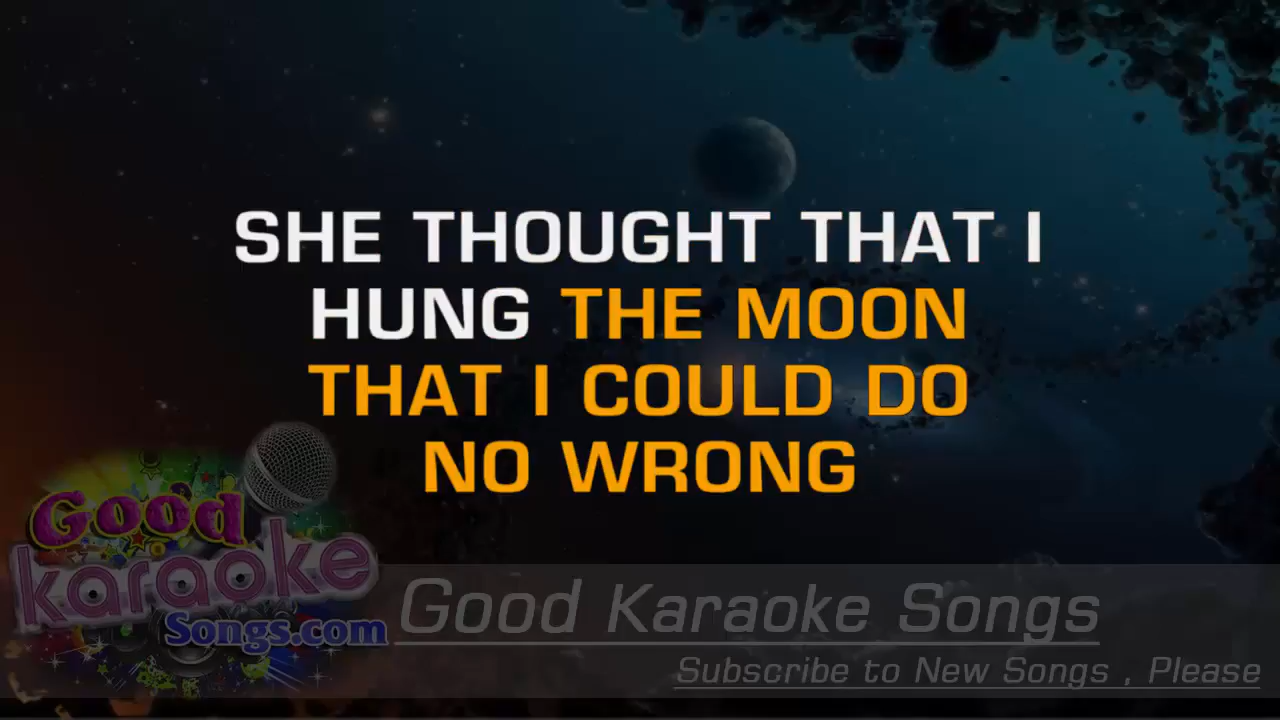 SHE THOUGHT THAT I
HUNG THE MOON
THAT I COULD DO
NO WRONG
Good
karaoke
Songs.com
Good Karaoke Songs
Subscribe to New Songs , Please